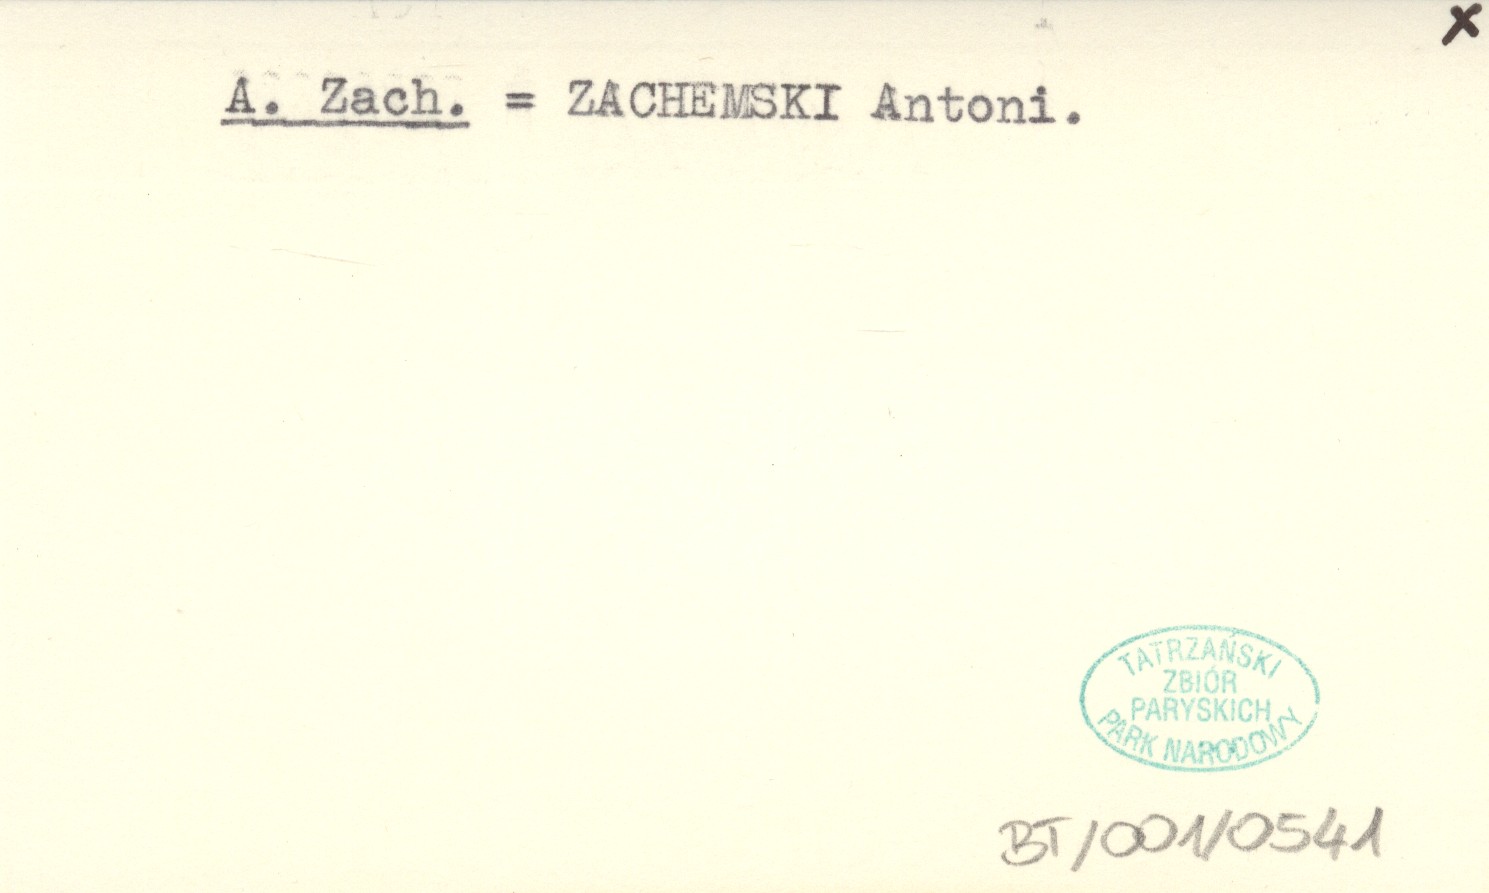 x
A. Zach. = ZACHEMSKI Antoni.
TATRZAŃSKI
ZBIÓR
PARYSKICH
PARK NARODOWY
BT/001/0541